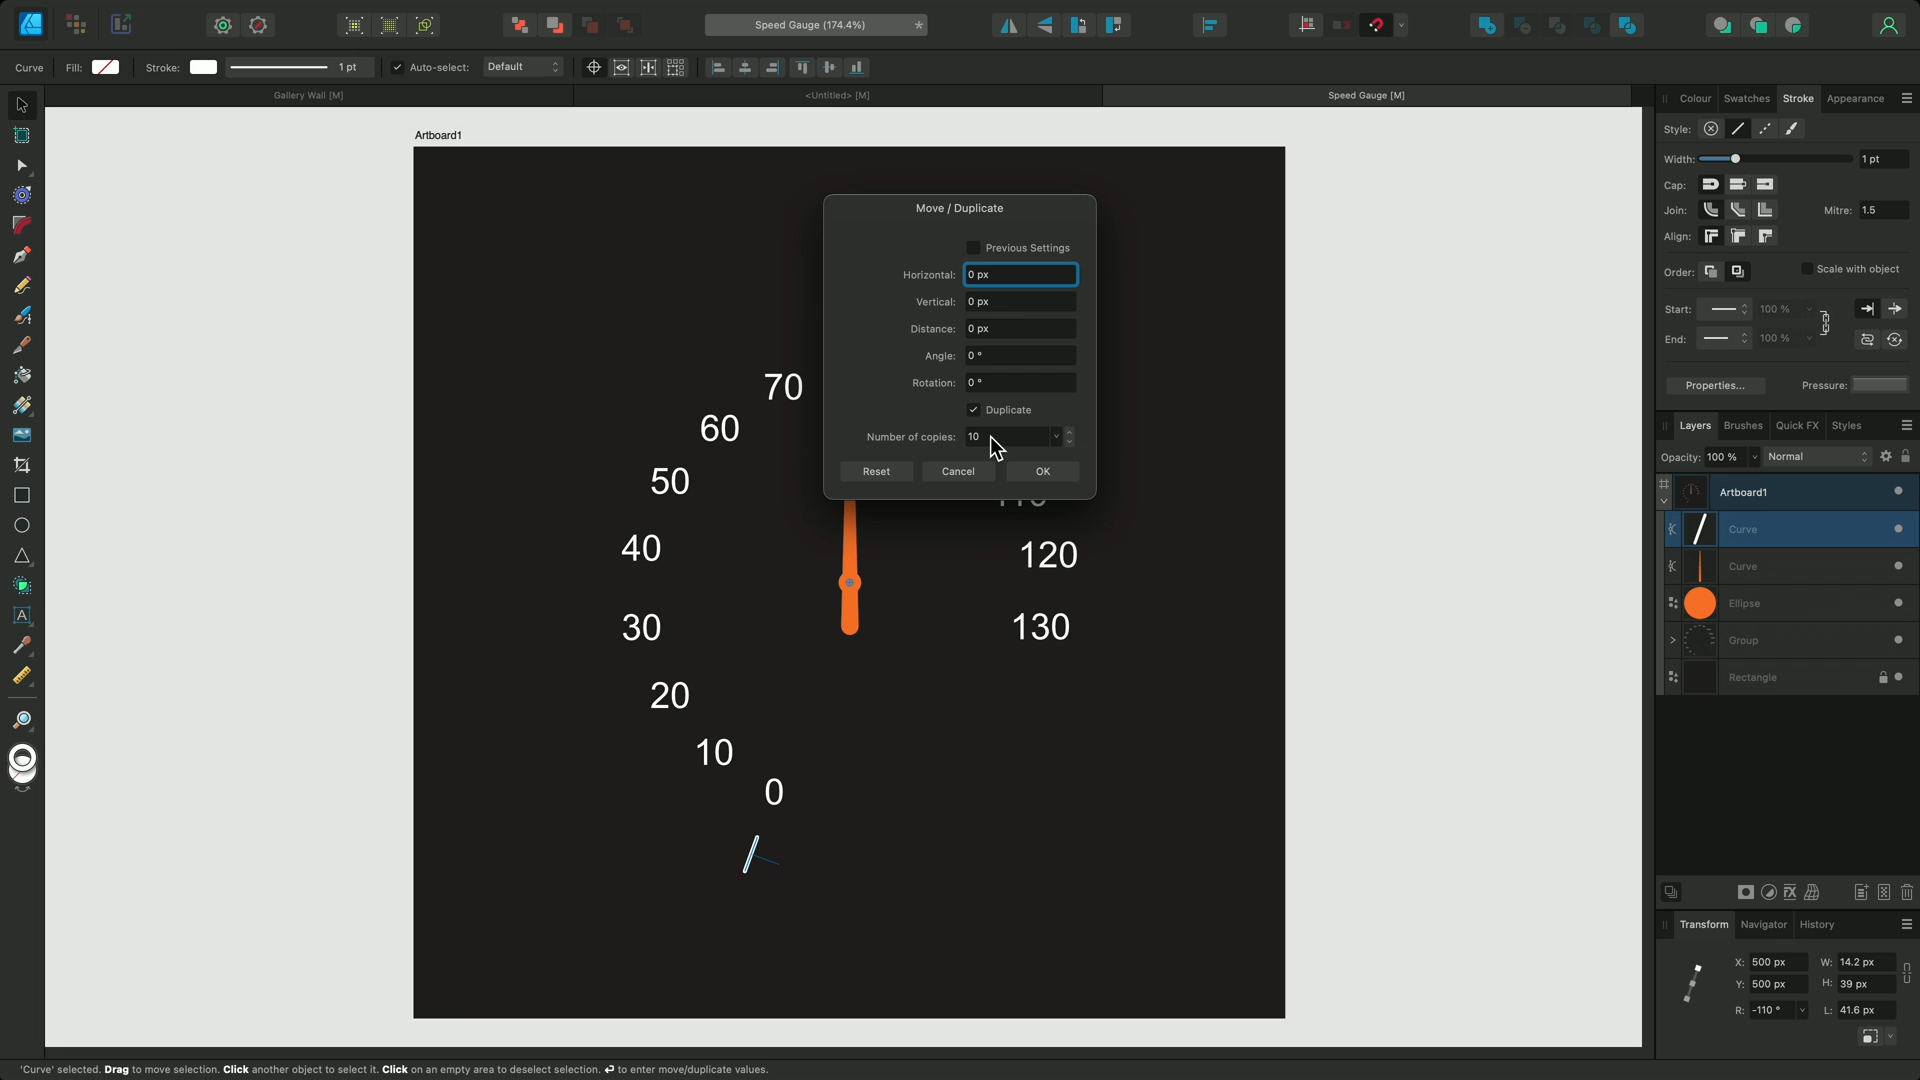 Speed Gauge (174.4%) *
Curve Fill: Stroke: 1 pt Auto-select: Default
Gallery Wall [M] <Untitled> [M] Speed Gauge [M]
Colour Swatches Stroke Appearance
Style:
Width: 1 pt
Cap:
Join: Mitre: 1.5
Align:
Order: Scale with object
Start: 100 %
End: 100 %
Properties... Pressure:
Artboard1
Move / Duplicate
Previous Settings
Horizontal: 0 px
Vertical: 0 px
Distance: 0 px
Angle: 0 °
Rotation: 0 °
Duplicate
Number of copies: 10
Reset Cancel OK
70
60
50
40
30
20
10
0
120
130
Layers Brushes Quick FX Styles
Opacity: 100 % Normal
Artboard1
Curve
Curve
Ellipse
Group
Rectangle
Transform Navigator History
X: 500 px W: 14.2 px
Y: 500 px H: 39 px
R: -110 ° L: 41.6 px
'Curve' selected. Drag to move selection. Click another object to select it. Click on an empty area to deselect selection. ⏎ to enter move/duplicate values.